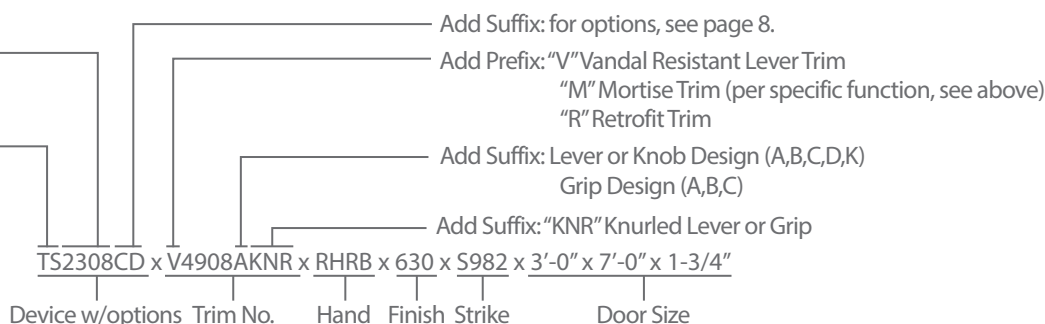 Add Suffix: for options, see page 8.
Add Prefix: “V” Vandal Resistant Lever Trim
“M” Mortise Trim (per specific function, see above)
“R” Retrofit Trim
Add Suffix: Lever or Knob Design (A,B,C,D,K)
Grip Design (A,B,C)
Add Suffix: “KNR” Knurled Lever or Grip
TS2308CD x V4908AKNR x RHRB x 630 x S982 x 3’-0” x 7’-0” x 1-3/4”
Device w/options Trim No. Hand Finish Strike Door Size